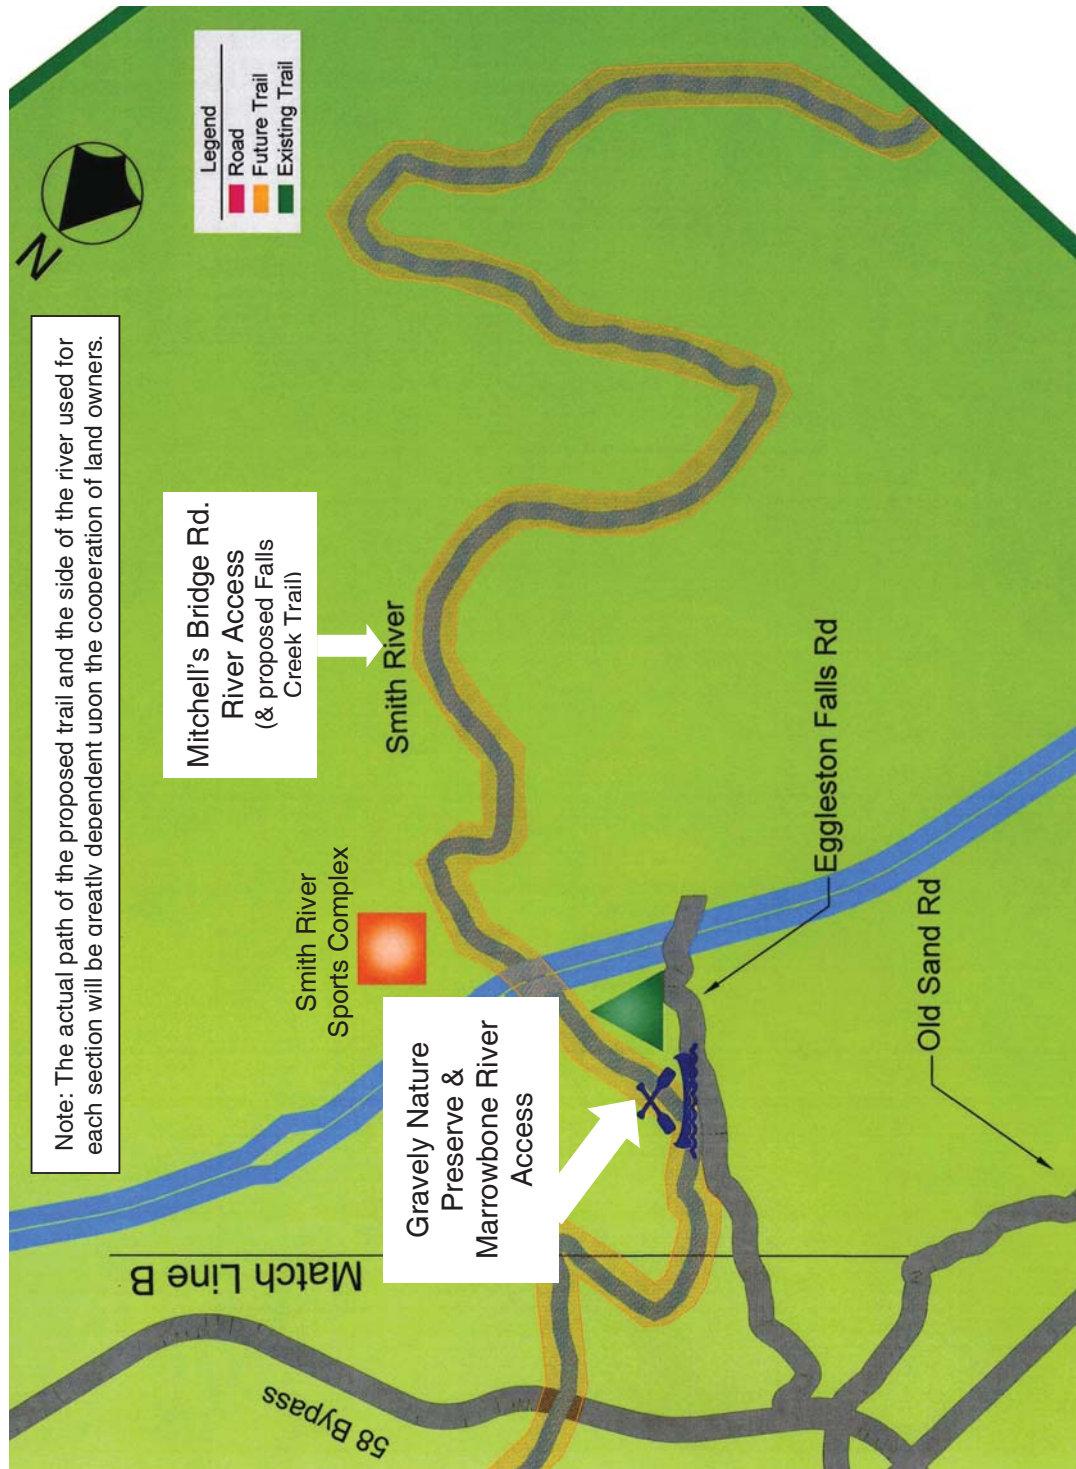 Note: The actual path of the proposed trail and the side of the river used for
each section will be greatly dependent upon the cooperation of land owners.
N
Legend
Road
Future Trail
Existing Trail
Mitchell's Bridge Rd.
River Access
(& proposed Falls
Creek Trail)
Smith River
Smith River
Sports Complex
Gravely Nature
Preserve &
Marrowbone River
Access
Eggleston Falls Rd
Old Sand Rd
Match Line B
58 Bypass